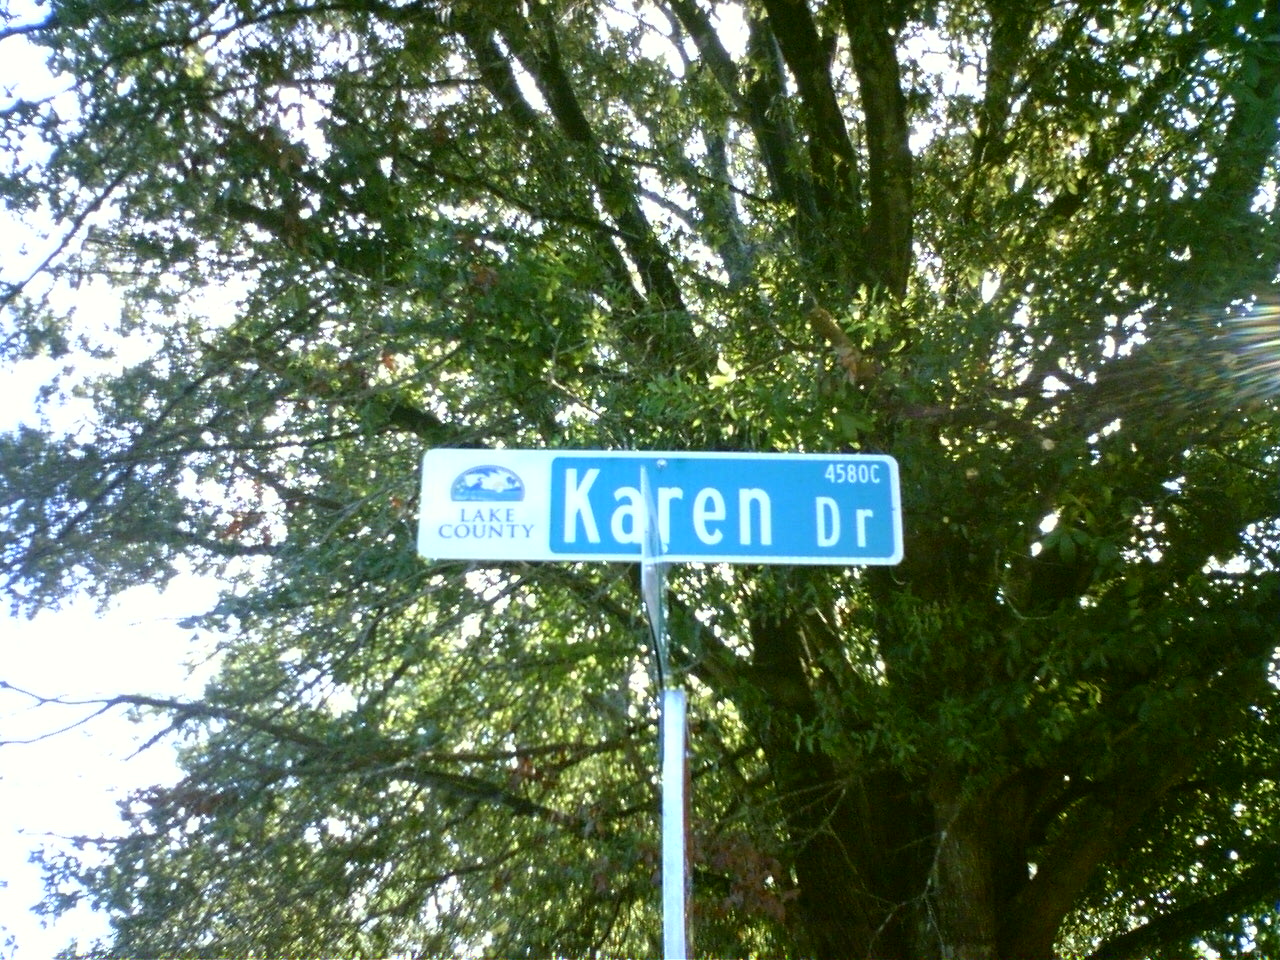 LAKE
COUNTY
4580C
Karen Dr